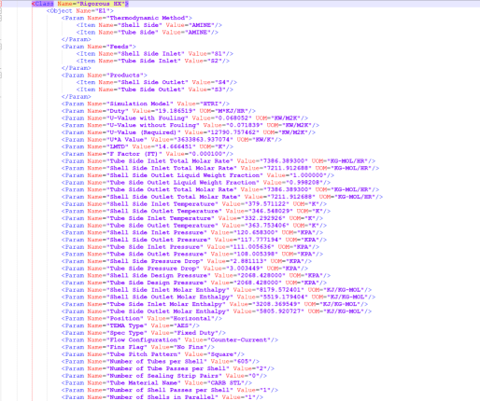 <Class Name="Rigorous HX">
<Object Name="E1">
<Param Name="Thermodynamic Method">
<Item Name="Shell Side" Value="AMINE"/>
<Item Name="Tube Side" Value="AMINE"/>
</Param>
<Param Name="Feeds">
<Item Name="Shell Side Inlet" Value="S1"/>
<Item Name="Tube Side Inlet" Value="S2"/>
</Param>
<Param Name="Products">
<Item Name="Shell Side Outlet" Value="S4"/>
<Item Name="Tube Side Outlet" Value="S3"/>
</Param>
<Param Name="Simulation Model" Value="HTRI"/>
<Param Name="Duty" Value="19.186519" UOM="M*KJ/HR"/>
<Param Name="U-Value with Fouling" Value="0.068052" UOM="KW/M2K"/>
<Param Name="U-Value without Fouling" Value="0.071839" UOM="KW/M2K"/>
<Param Name="U-Value (Required)" Value="12790.757462" UOM="KW/M2K"/>
<Param Name="U*A Value" Value="3633863.937074" UOM="KW/K"/>
<Param Name="LMTD" Value="14.666451" UOM="K"/>
<Param Name="F Factor (FT)" Value="0.000100"/>
<Param Name="Tube Side Inlet Total Molar Rate" Value="7386.389300" UOM="KG-MOL/HR"/>
<Param Name="Shell Side Inlet Total Molar Rate" Value="7211.912688" UOM="KG-MOL/HR"/>
<Param Name="Shell Side Outlet Liquid Weight Fraction" Value="1.000000"/>
<Param Name="Tube Side Outlet Liquid Weight Fraction" Value="0.998208"/>
<Param Name="Tube Side Outlet Total Molar Rate" Value="7386.389300" UOM="KG-MOL/HR"/>
<Param Name="Shell Side Outlet Total Molar Rate" Value="7211.912688" UOM="KG-MOL/HR"/>
<Param Name="Shell Side Inlet Temperature" Value="379.571122" UOM="K"/>
<Param Name="Shell Side Outlet Temperature" Value="346.548029" UOM="K"/>
<Param Name="Tube Side Inlet Temperature" Value="332.292926" UOM="K"/>
<Param Name="Tube Side Outlet Temperature" Value="363.753406" UOM="K"/>
<Param Name="Shell Side Inlet Pressure" Value="120.658300" UOM="KPA"/>
<Param Name="Shell Side Outlet Pressure" Value="117.777194" UOM="KPA"/>
<Param Name="Tube Side Inlet Pressure" Value="111.005636" UOM="KPA"/>
<Param Name="Tube Side Outlet Pressure" Value="108.005398" UOM="KPA"/>
<Param Name="Shell Side Pressure Drop" Value="2.881113" UOM="KPA"/>
<Param Name="Tube Side Pressure Drop" Value="3.003449" UOM="KPA"/>
<Param Name="Shell Side Design Pressure" Value="2068.428000" UOM="KPA"/>
<Param Name="Tube Side Design Pressure" Value="2068.428000" UOM="KPA"/>
<Param Name="Shell Side Inlet Molar Enthalpy" Value="8179.572401" UOM="KJ/KG-MOL"/>
<Param Name="Shell Side Outlet Molar Enthalpy" Value="5519.179404" UOM="KJ/KG-MOL"/>
<Param Name="Tube Side Inlet Molar Enthalpy" Value="3208.369549" UOM="KJ/KG-MOL"/>
<Param Name="Tube Side Outlet Molar Enthalpy" Value="5805.920727" UOM="KJ/KG-MOL"/>
<Param Name="Position" Value="Horizontal"/>
<Param Name="TEMA Type" Value="AES"/>
<Param Name="Spec Type" Value="Fixed Duty"/>
<Param Name="Flow Configuration" Value="Counter-Current"/>
<Param Name="Fins Flag" Value="No Fins"/>
<Param Name="Tube Pitch Pattern" Value="Square"/>
<Param Name="Number of Tubes per Shell" Value="605"/>
<Param Name="Number of Tube Passes per Shell" Value="2"/>
<Param Name="Number of Sealing Strip Pairs" Value="0"/>
<Param Name="Tube Material Name" Value="CARB STL"/>
<Param Name="Number of Shell Passes per Shell" Value="1"/>
<Param Name="Number of Shells in Parallel" Value="1"/>